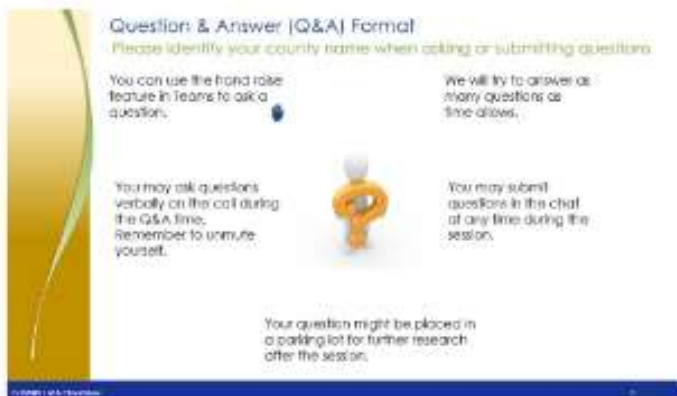 Question & Answer (Q&A) Format
Please identify your county name when asking or submitting questions
You can use the hand raise
feature in Teams to ask a
question.
We will try to answer as
many questions as
time allows.
You may ask questions
verbally on the call during
the Q&A time.
Remember to unmute
yourself.
You may submit
questions in the chat
at any time during the
session.
Your question might be placed in
a parking lot for further research
after the session.